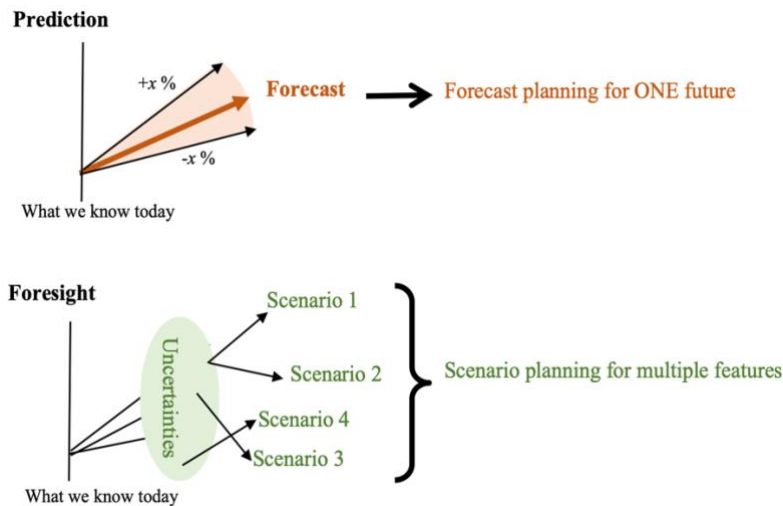 Prediction
+x %
Forecast
Forecast planning for ONE future
-x %
What we know today
Foresight
Scenario 1
Uncertainties
Scenario 2
Scenario planning for multiple features
Scenario 4
Scenario 3
What we know today